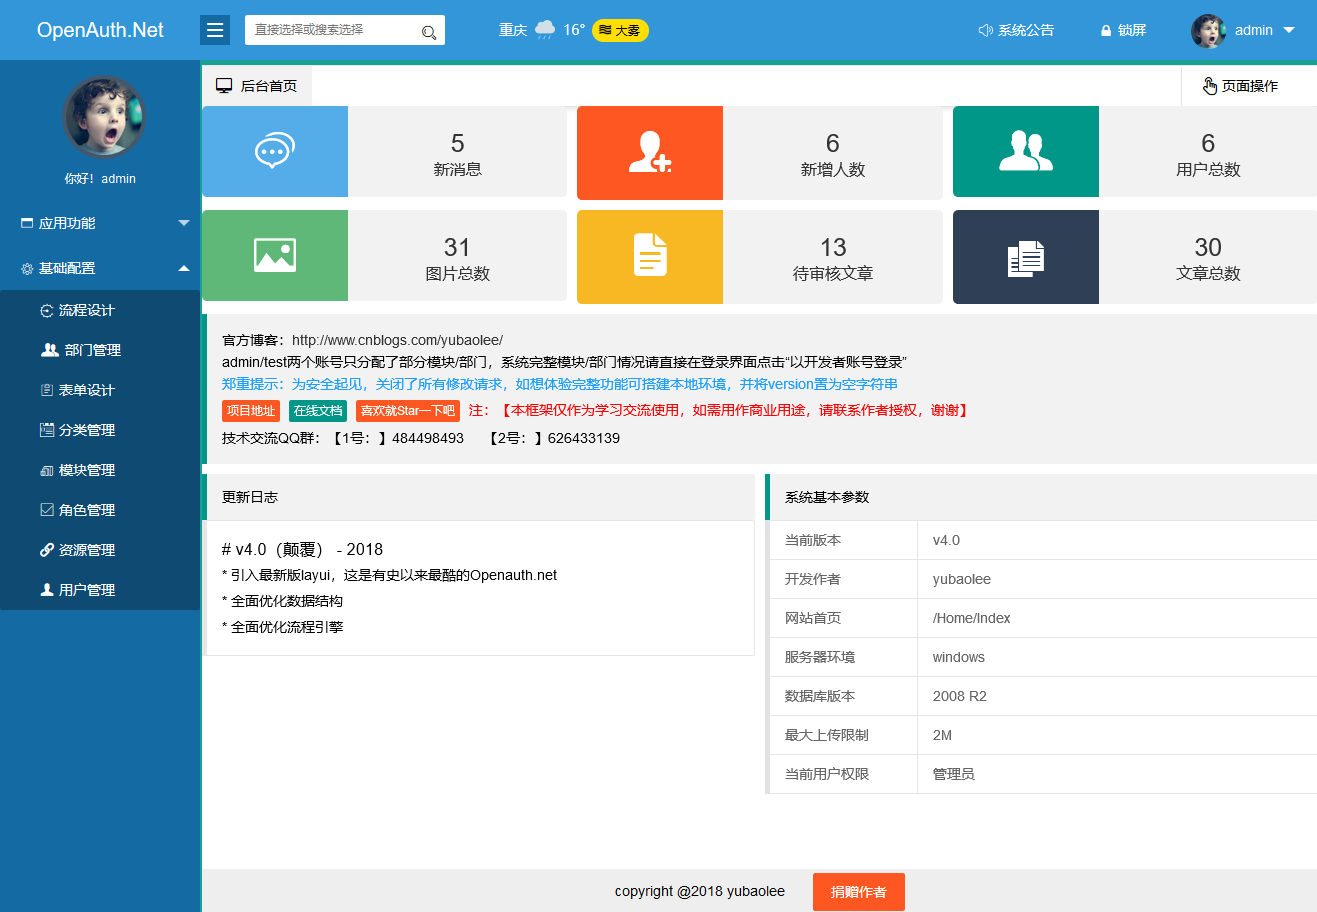 OpenAuth.Net
直接选择或搜索选择
重庆 16° 大雾
系统公告
锁屏
admin
你好！admin
应用功能
基础配置
流程设计
部门管理
表单设计
分类管理
模块管理
角色管理
资源管理
用户管理
后台首页
页面操作
5
新消息
6
新增人数
6
用户总数
31
图片总数
13
待审核文章
30
文章总数
官方博客：http://www.cnblogs.com/yubaolee/
admin/test两个账号只分配了部分模块/部门，系统完整模块/部门情况请直接在登录界面点击“以开发者账号登录”
郑重提示：为安全起见，关闭了所有修改请求，如想体验完整功能可搭建本地环境，并将version置为空字符串
项目地址 在线文档 喜欢就Star一下吧 注：【本框架仅作为学习交流使用，如需用作商业用途，请联系作者授权，谢谢】
技术交流QQ群：【1号：】484498493 【2号：】626433139
更新日志
# v4.0（颠覆） - 2018
* 引入最新版layui，这是有史以来最酷的Openauth.net
* 全面优化数据结构
* 全面优化流程引擎
系统基本参数
当前版本 v4.0
开发作者 yubaolee
网站首页 /Home/Index
服务器环境 windows
数据库版本 2008 R2
最大上传限制 2M
当前用户权限 管理员
copyright @2018 yubaolee
捐赠作者